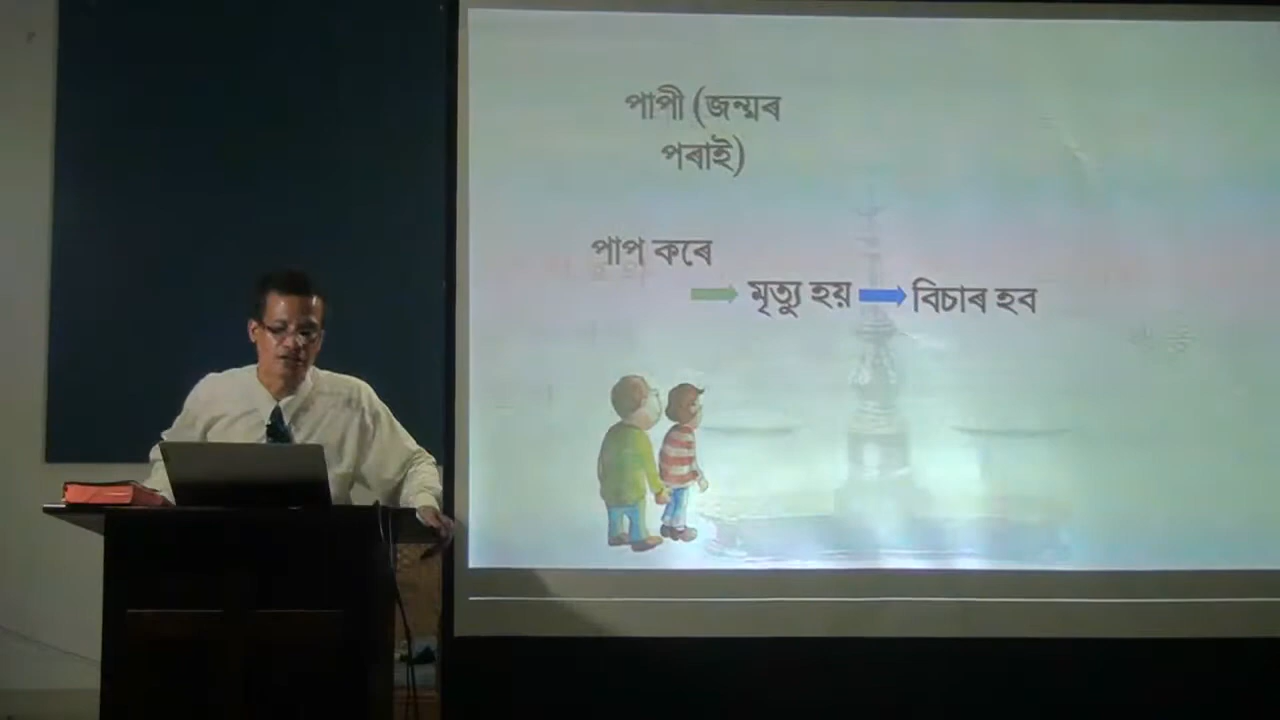 পাপী (জন্মৰ
পৰাই)
পাপ কৰে
মৃত্যু হয়
বিচাৰ হব